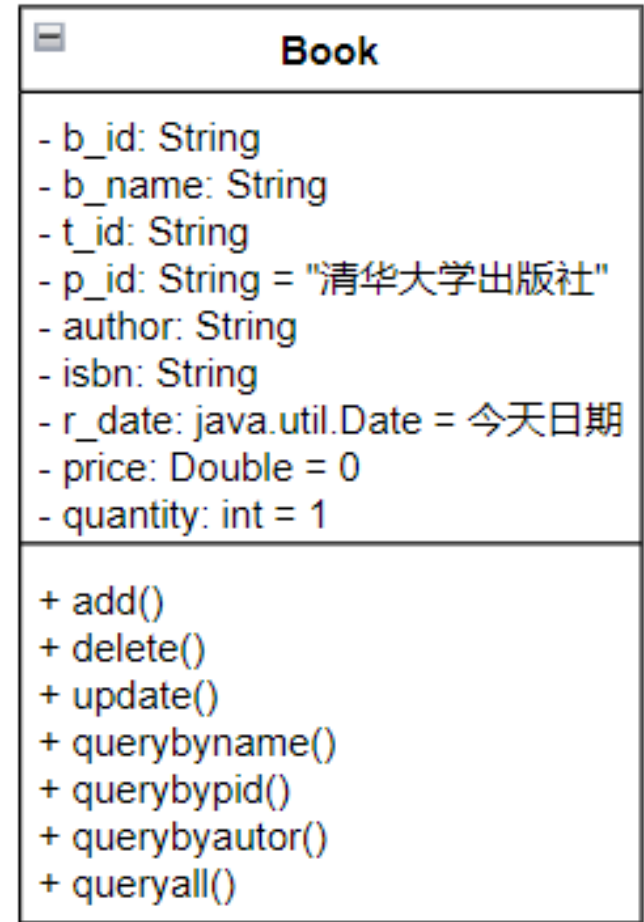 Book
- b_id: String
- b_name: String
- t_id: String
- p_id: String = "清华大学出版社"
- author: String
- isbn: String
- r_date: java.util.Date = 今天日期
- price: Double = 0
- quantity: int = 1
+ add()
+ delete()
+ update()
+ querybyname()
+ querybypid()
+ querybyautor()
+ queryall()